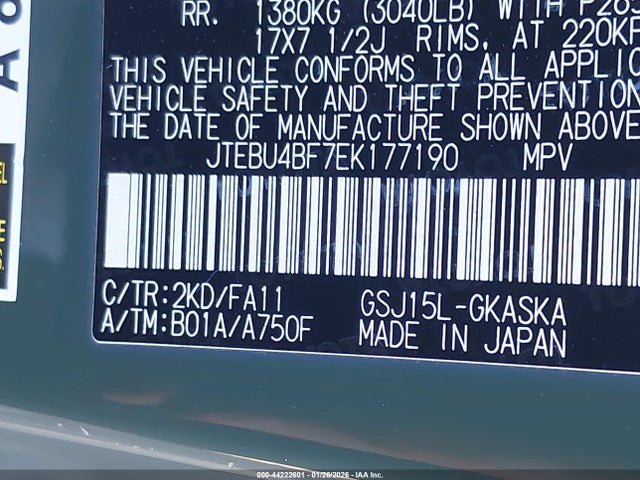 RR. 1380KG (3040LB) WITH P265
17X7 1/2J RIMS, AT 220KP
THIS VEHICLE CONFORMS TO ALL APPLIC
VEHICLE SAFETY AND THEFT PREVENTION
THE DATE OF MANUFACTURE SHOWN ABOVE
JTEBU4BF7EK177190 MPV
C/TR:2KD/FA11 GSJ15L-GKASKA
A/TM:B01A/A750F MADE IN JAPAN
000-44222601 - 01/26/2026 - IAA Inc.